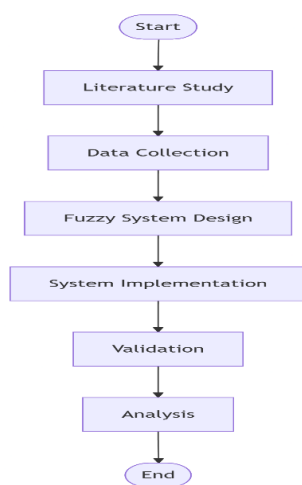 Start
Literature Study
Data Collection
Fuzzy System Design
System Implementation
Validation
Analysis
End